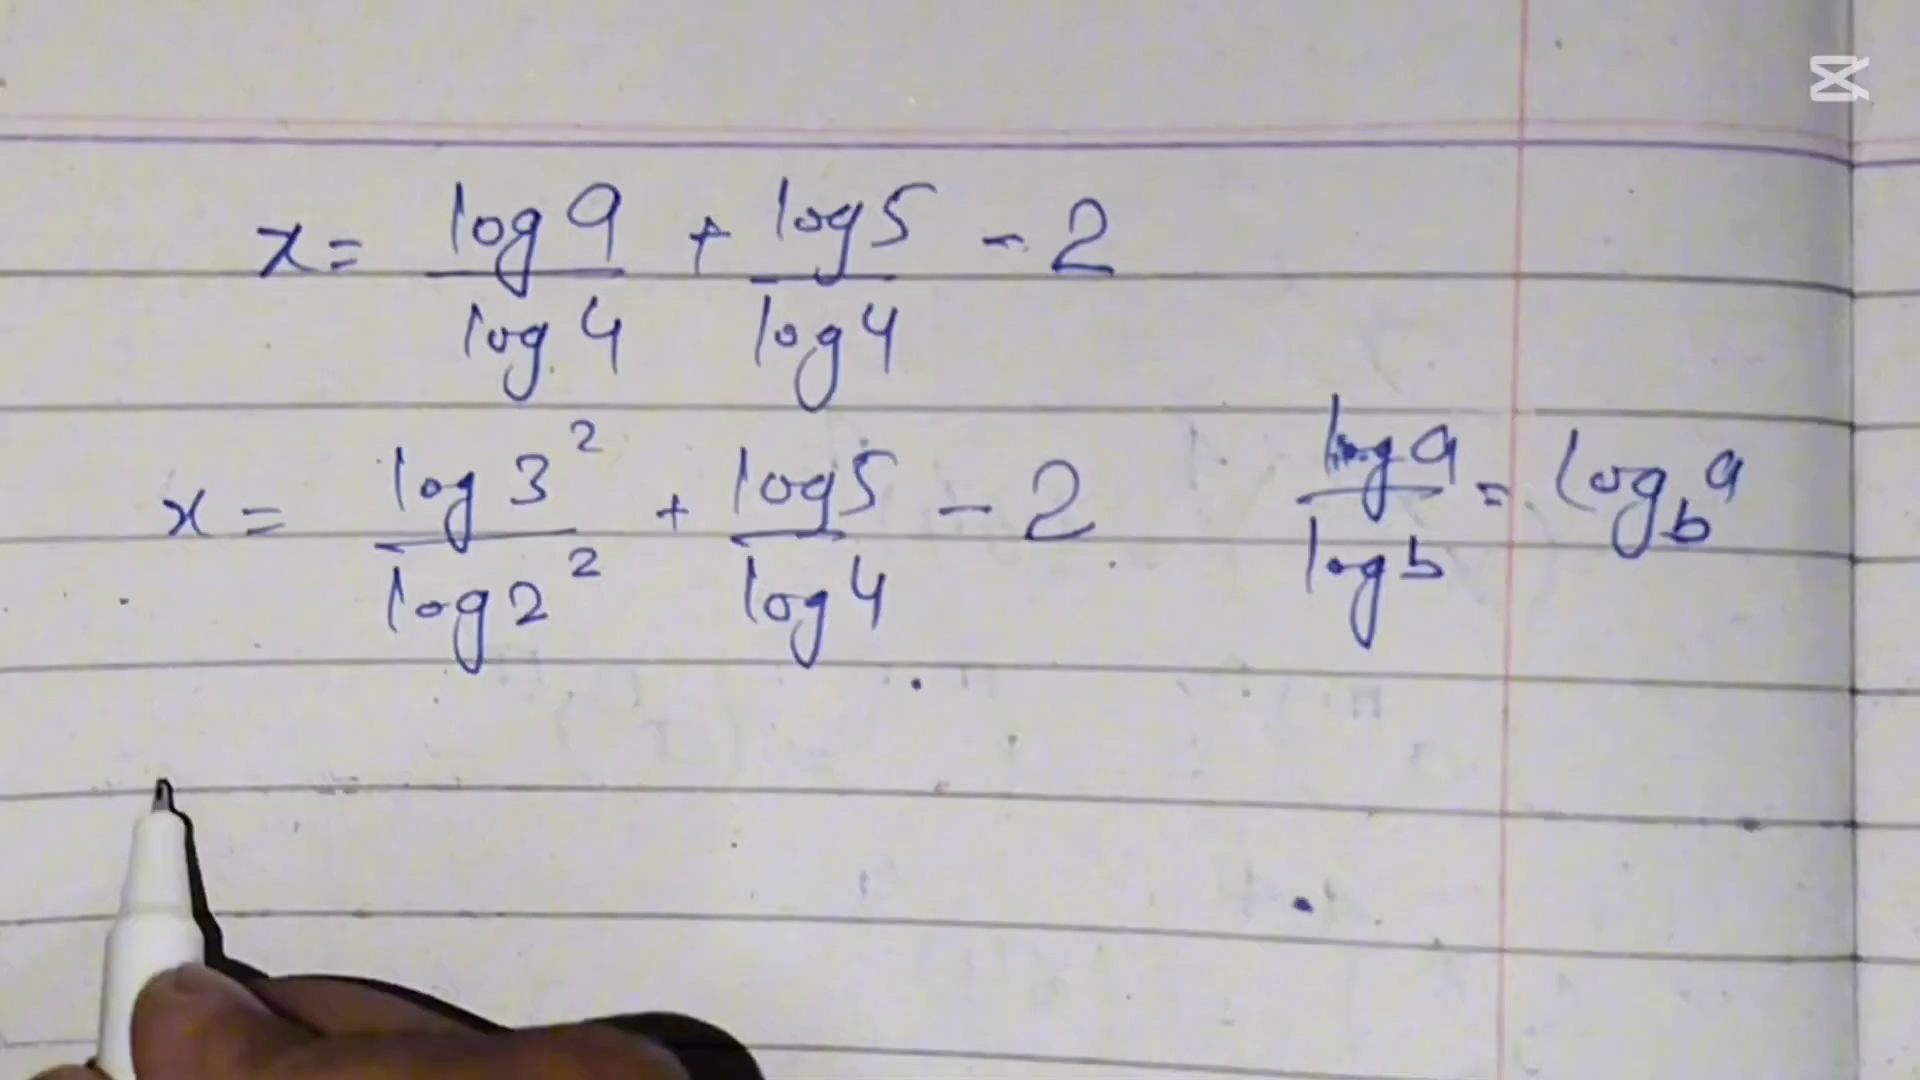 x = log 9 / log 4 + log 5 / log 4 - 2
x = log 3² / log 2² + log 5 / log 4 - 2
log a / log b = log_b a